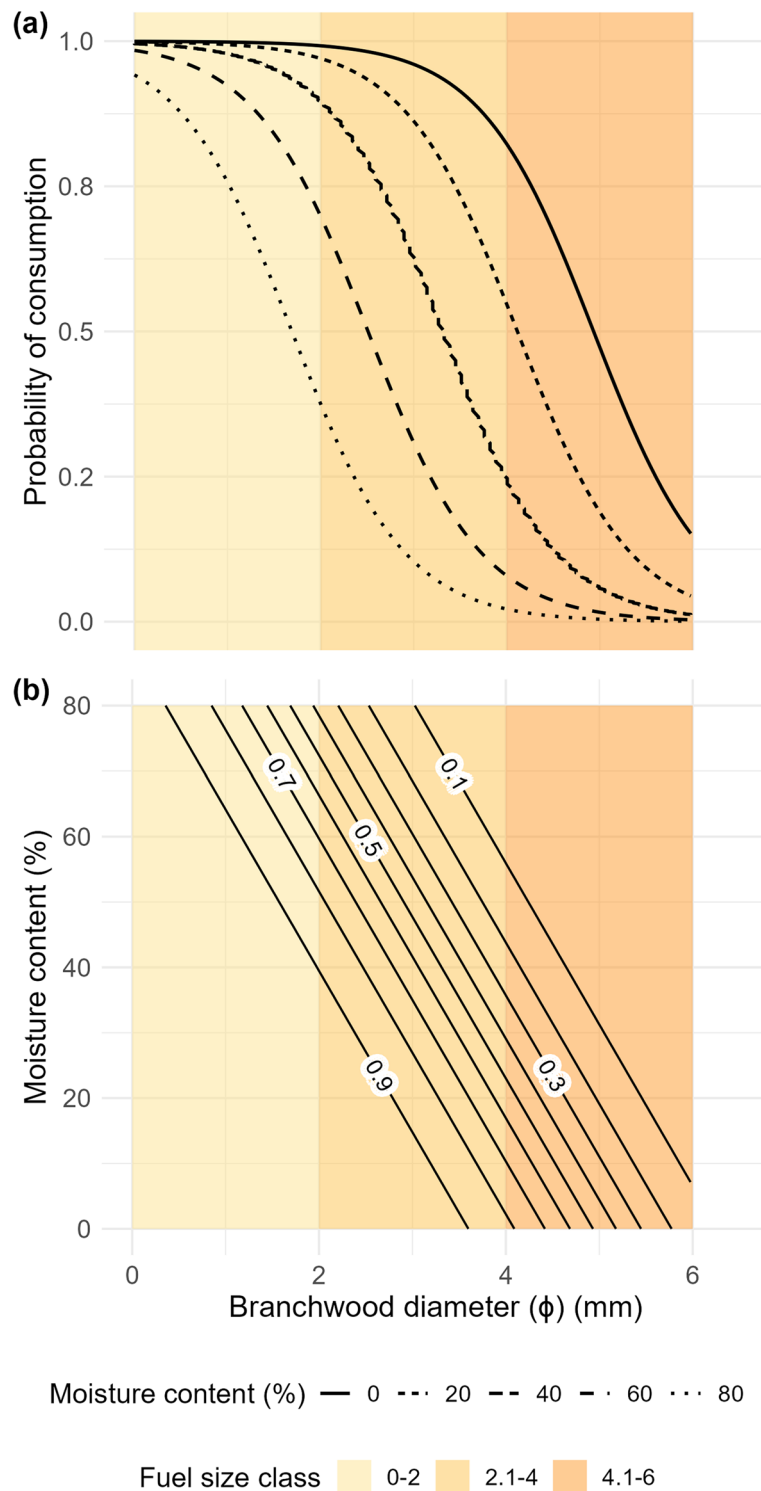 (a)
1.0
0.8
0.5
0.2
0.0
Probability of consumption
(b)
80
60
40
20
0
Moisture content (%)
0.7
0.1
0.5
0.9
0.3
0 2 4 6
Branchwood diameter (ϕ) (mm)
Moisture content (%) 0 20 40 60 80
Fuel size class 0-2 2.1-4 4.1-6